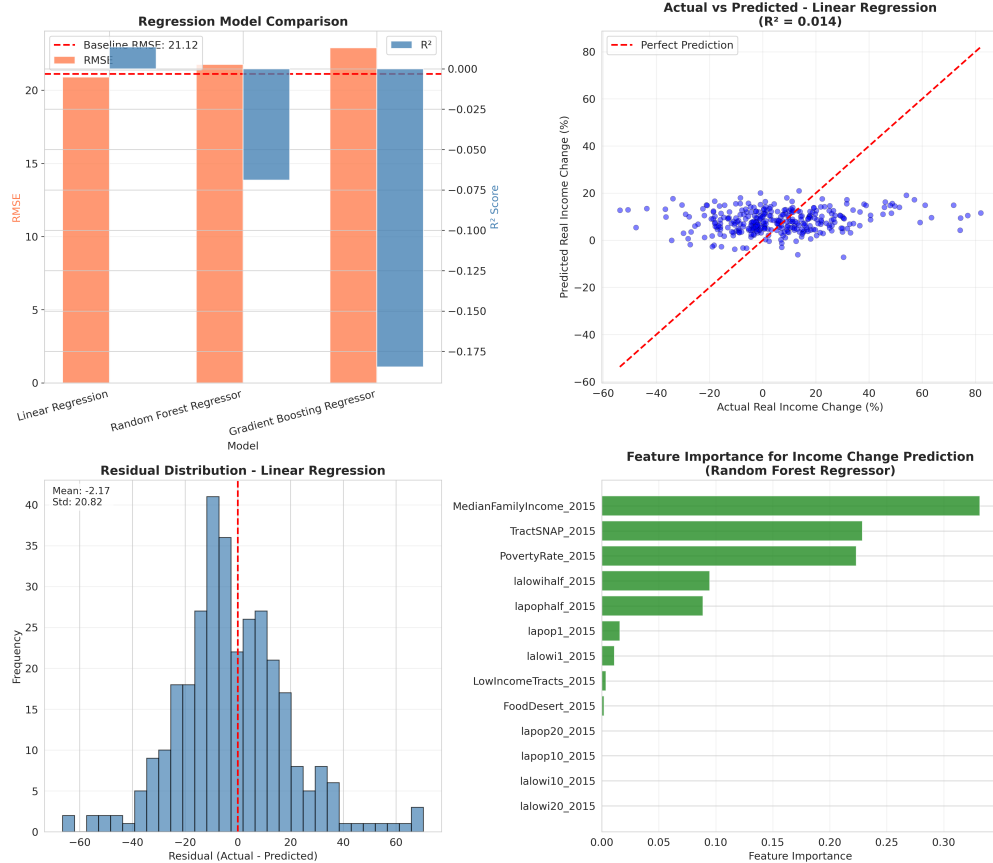 Regression Model Comparison
Baseline RMSE: 21.12
RMSE
R²
20
15
10
5
0
RMSE
0.000
−0.025
−0.050
−0.075
−0.100
−0.125
−0.150
−0.175
R² Score
Linear Regression
Random Forest Regressor
Gradient Boosting Regressor
Model
Actual vs Predicted - Linear Regression
(R² = 0.014)
Perfect Prediction
80
60
40
20
0
−20
−40
−60
Predicted Real Income Change (%)
−60
−40
−20
0
20
40
60
80
Actual Real Income Change (%)
Residual Distribution - Linear Regression
Mean: -2.17
Std: 20.82
40
35
30
25
20
15
10
5
0
Frequency
−60
−40
−20
0
20
40
60
Residual (Actual - Predicted)
Feature Importance for Income Change Prediction
(Random Forest Regressor)
MedianFamilyIncome_2015
TractSNAP_2015
PovertyRate_2015
lalowihalf_2015
lapophalf_2015
lapop1_2015
lalowi1_2015
LowIncomeTracts_2015
FoodDesert_2015
lapop20_2015
lapop10_2015
lalowi10_2015
lalowi20_2015
0.00
0.05
0.10
0.15
0.20
0.25
0.30
Feature Importance